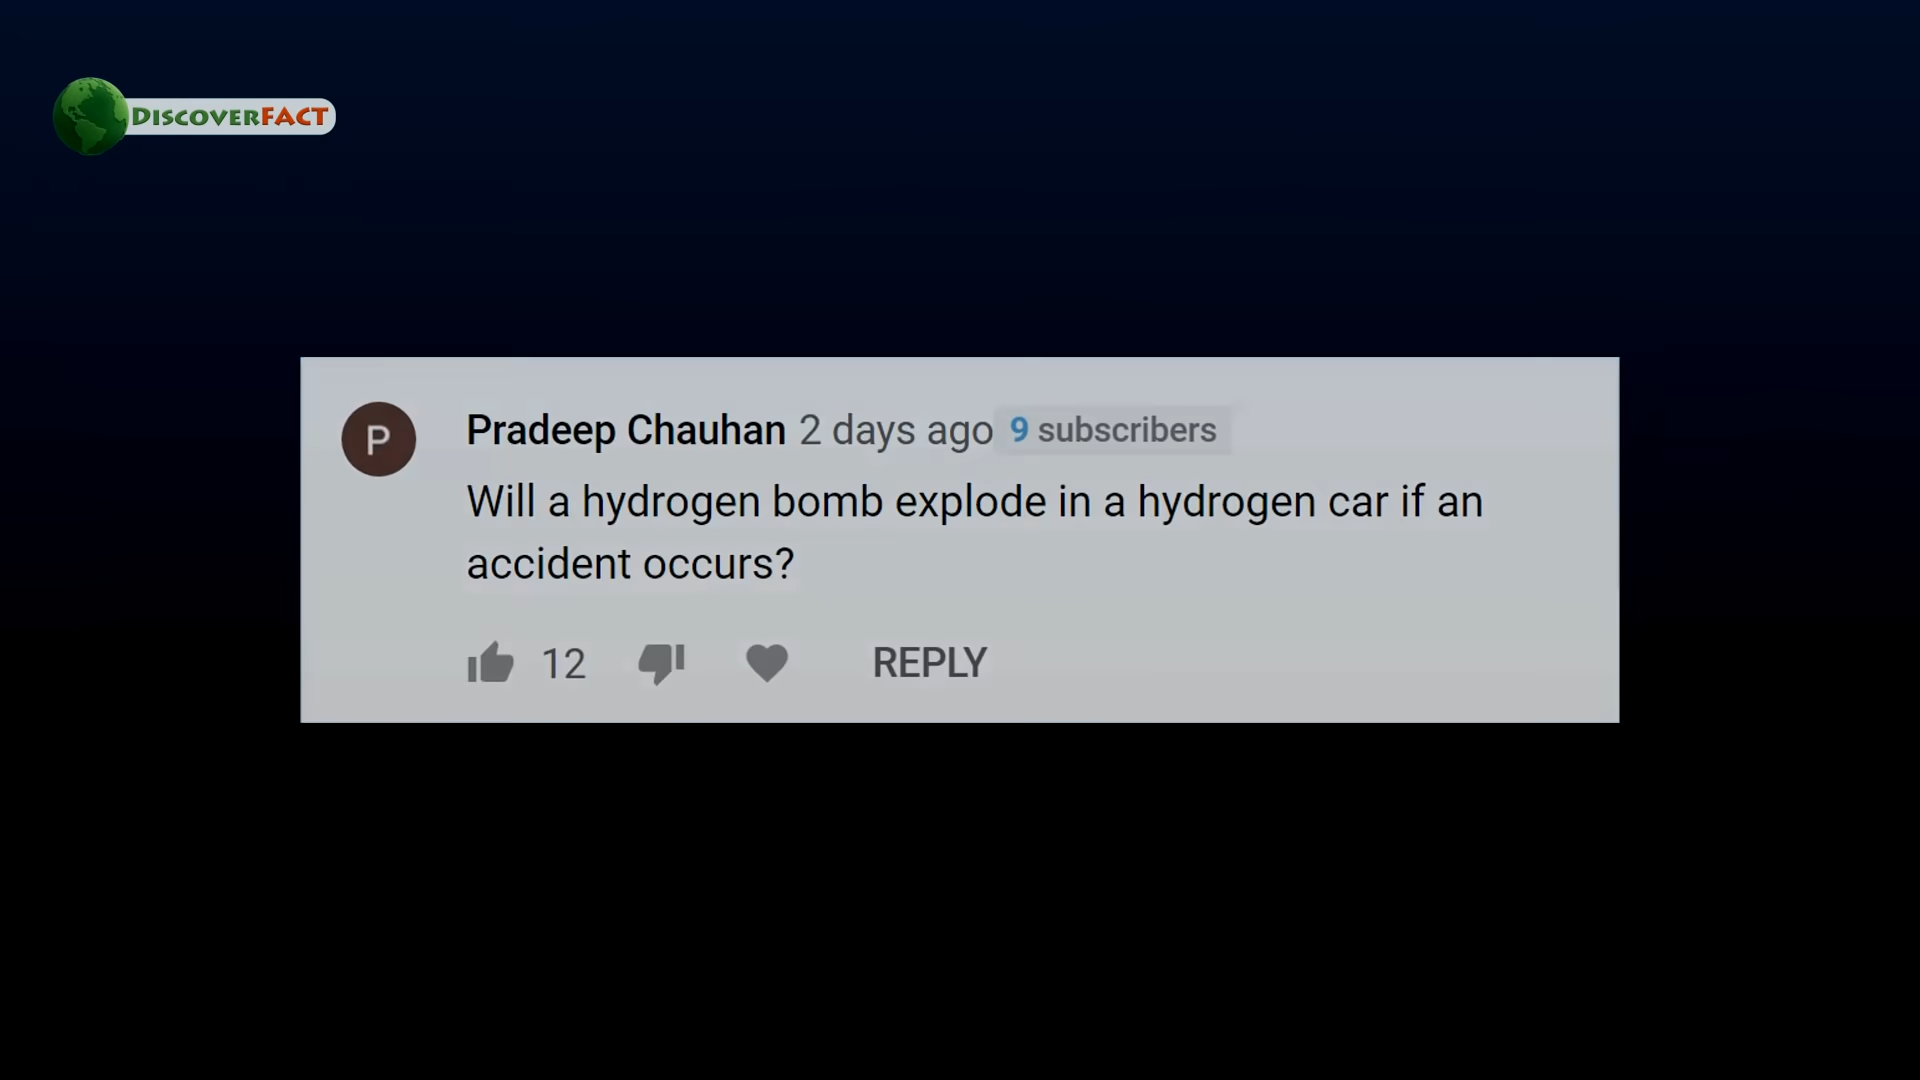 DISCOVERFACT
P
Pradeep Chauhan 2 days ago 9 subscribers
Will a hydrogen bomb explode in a hydrogen car if an
accident occurs?
12 REPLY